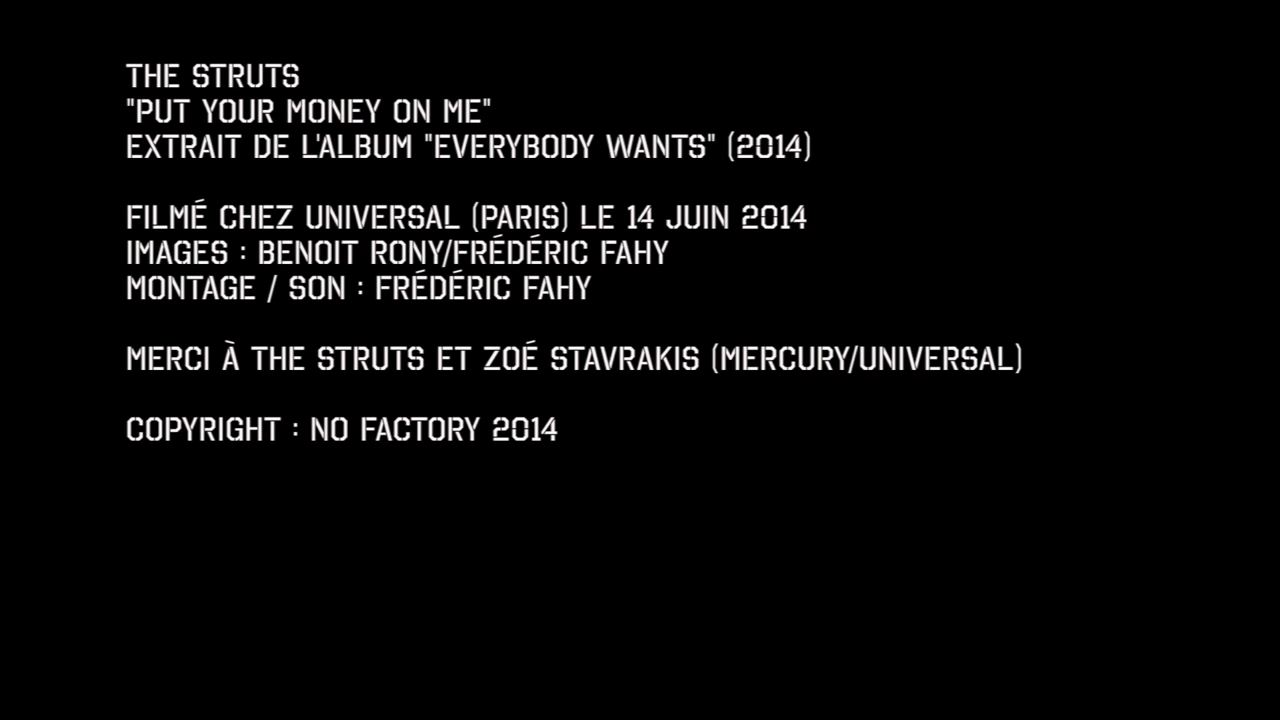 THE STRUTS
"PUT YOUR MONEY ON ME"
EXTRAIT DE L'ALBUM "EVERYBODY WANTS" (2014)
FILMÉ CHEZ UNIVERSAL (PARIS) LE 14 JUIN 2014
IMAGES : BENOIT RONY/FRÉDÉRIC FAHY
MONTAGE / SON : FRÉDÉRIC FAHY
MERCI À THE STRUTS ET ZOÉ STAVRAKIS (MERCURY/UNIVERSAL)
COPYRIGHT : NO FACTORY 2014